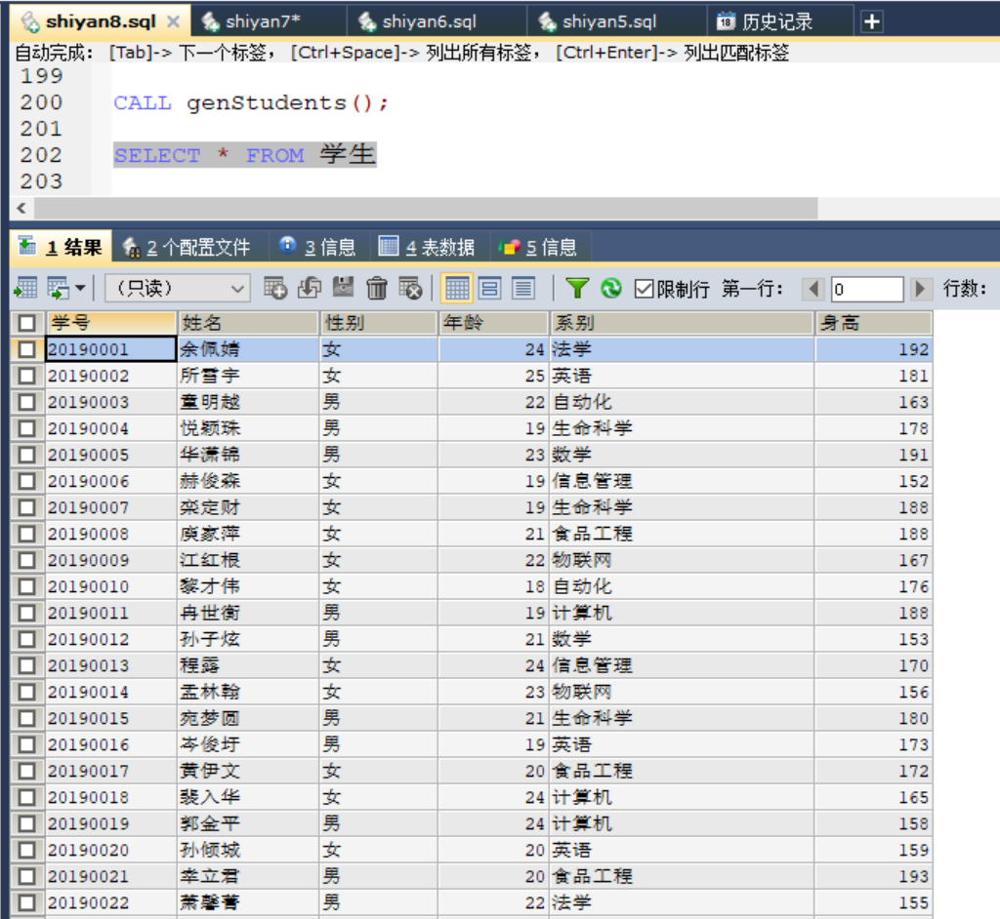 shiyan8.sql shiyan7* shiyan6.sql shiyan5.sql 历史记录
自动完成： [Tab]-> 下一个标签， [Ctrl+Space]-> 列出所有标签， [Ctrl+Enter]-> 列出匹配标签
199
200 CALL genStudents();
201
202 SELECT * FROM 学生
203
1 结果 2 个配置文件 3 信息 4 表数据 5 信息
（只读） 限制行 第一行： 0 行数：
学号 姓名 性别 年龄 系别 身高
20190001 余佩婧 女 24 法学 192
20190002 所雪宇 女 25 英语 181
20190003 童明越 男 22 自动化 163
20190004 悦颖珠 男 19 生命科学 178
20190005 华潇锦 男 23 数学 191
20190006 赫俊森 女 19 信息管理 152
20190007 栾定财 女 19 生命科学 188
20190008 庾家萍 女 21 食品工程 188
20190009 江红根 女 22 物联网 167
20190010 黎才伟 女 18 自动化 176
20190011 冉世衡 男 19 计算机 188
20190012 孙子炫 男 21 数学 153
20190013 程露 女 24 信息管理 170
20190014 孟林翰 女 23 物联网 156
20190015 宛梦圆 男 21 生命科学 180
20190016 岑俊圩 男 19 英语 173
20190017 黄伊文 女 20 食品工程 172
20190018 裴入华 女 24 计算机 165
20190019 郭金平 男 24 计算机 158
20190020 孙倾城 女 20 英语 159
20190021 立君 男 20 食品工程 193
20190022 萧馨菁 男 22 法学 155